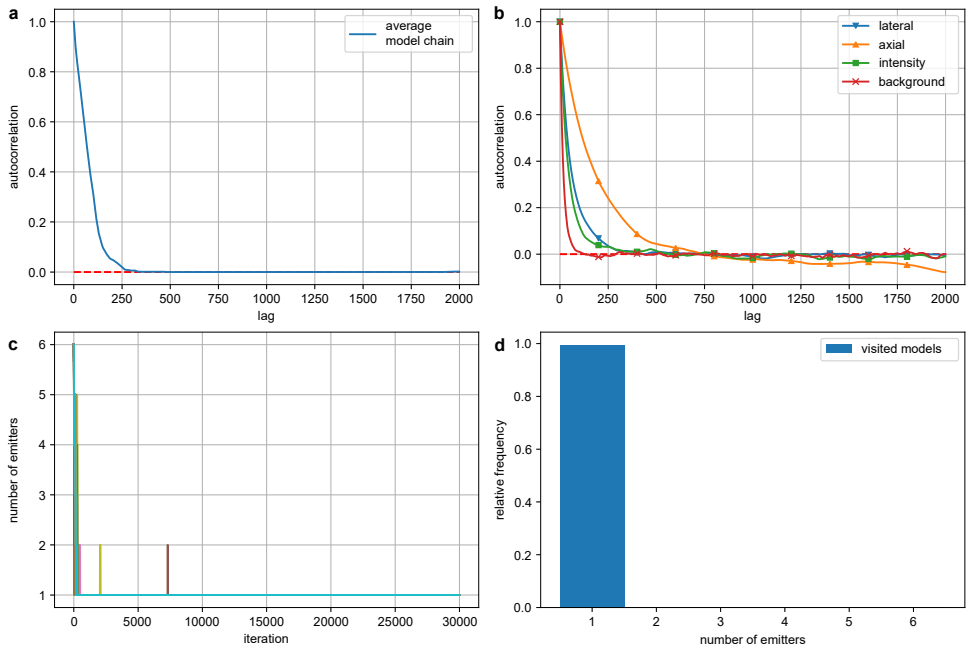 a
1.0
0.8
0.6
0.4
0.2
0.0
autocorrelation
0
250
500
750
1000
1250
1500
1750
2000
lag
average
model chain
b
1.0
0.8
0.6
0.4
0.2
0.0
autocorrelation
0
250
500
750
1000
1250
1500
1750
2000
lag
lateral
axial
intensity
background
c
6
5
4
3
2
1
number of emitters
0
5000
10000
15000
20000
25000
30000
iteration
d
1.0
0.8
0.6
0.4
0.2
0.0
relative frequency
1
2
3
4
5
6
number of emitters
visited models